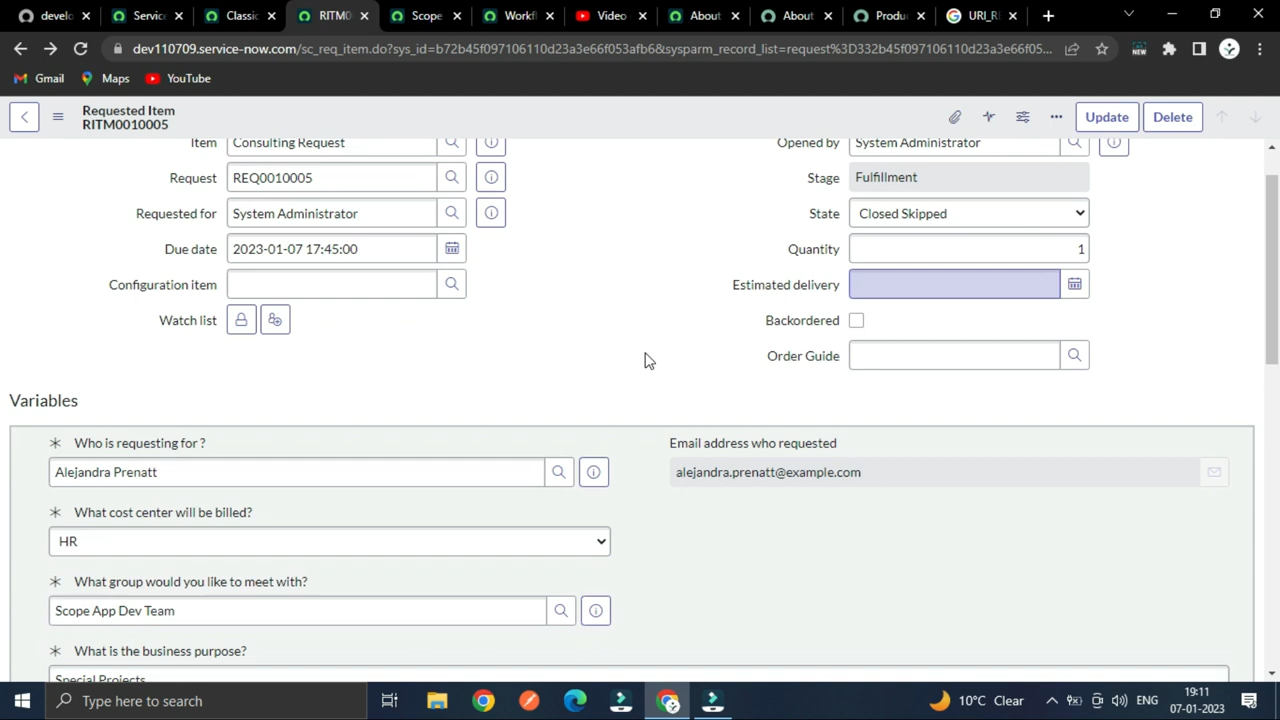 develo
Service
Classi
RITM0
Scope
Workfl
Video
About
About
Produ
URI_RI
dev110709.service-now.com/sc_req_item.do?sys_id=b72b45f097106110d23a3e66f053afb6&sysparm_record_list=request%3D332b45f097106110d23a3e66f053afb6...
NEW
Gmail
Maps
YouTube
Requested Item
RITM0010005
Update
Delete
Item
Consulting Request
Opened by
System Administrator
Request
REQ0010005
Stage
Fulfillment
Requested for
System Administrator
State
Closed Skipped
Due date
2023-01-07 17:45:00
Quantity
1
Configuration item
Estimated delivery
Watch list
Backordered
Order Guide
Variables
Who is requesting for ?
Email address who requested
Alejandra Prenatt
alejandra.prenatt@example.com
What cost center will be billed?
HR
What group would you like to meet with?
Scope App Dev Team
What is the business purpose?
Special Projects
Type here to search
10°C Clear
ENG
19:11
07-01-2023